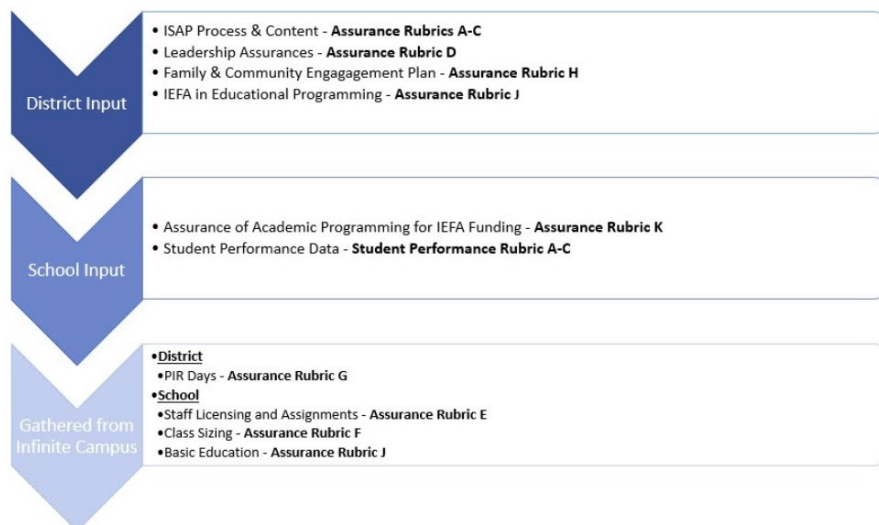 District Input
• ISAP Process & Content - Assurance Rubrics A-C
• Leadership Assurances - Assurance Rubric D
• Family & Community Engagagement Plan - Assurance Rubric H
• IEFA in Educational Programming - Assurance Rubric J
School Input
• Assurance of Academic Programming for IEFA Funding - Assurance Rubric K
• Student Performance Data - Student Performance Rubric A-C
Gathered from
Infinite Campus
•District
•PIR Days - Assurance Rubric G
•School
•Staff Licensing and Assignments - Assurance Rubric E
•Class Sizing - Assurance Rubric F
•Basic Education - Assurance Rubric J